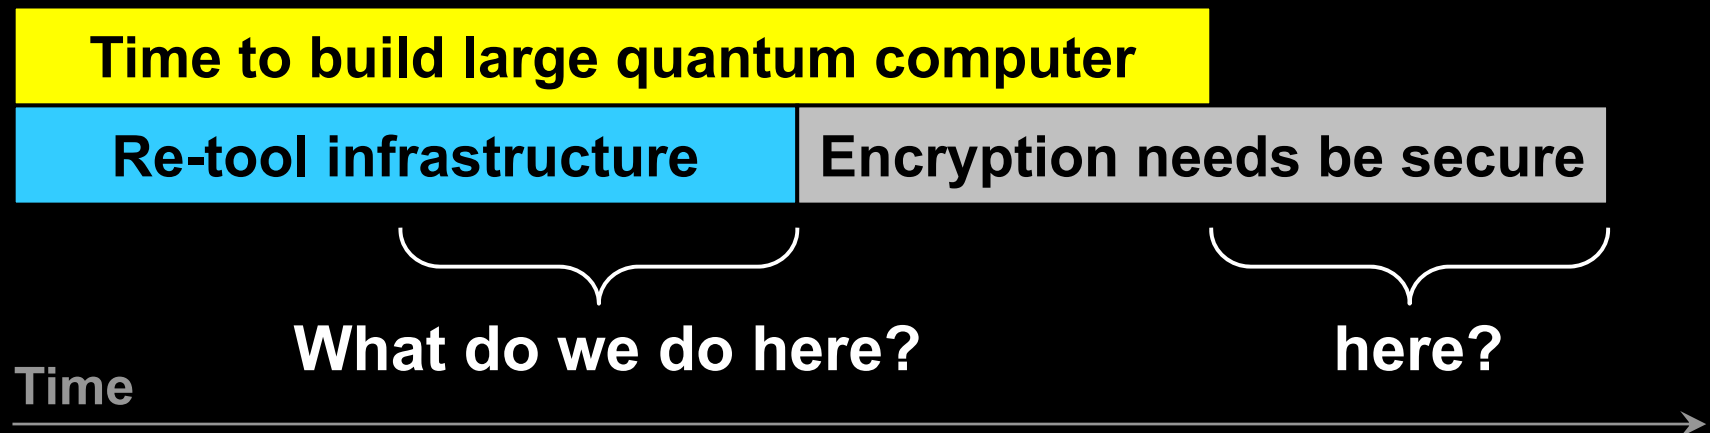 Time to build large quantum computer
Re-tool infrastructure
Encryption needs be secure
What do we do here?
here?
Time